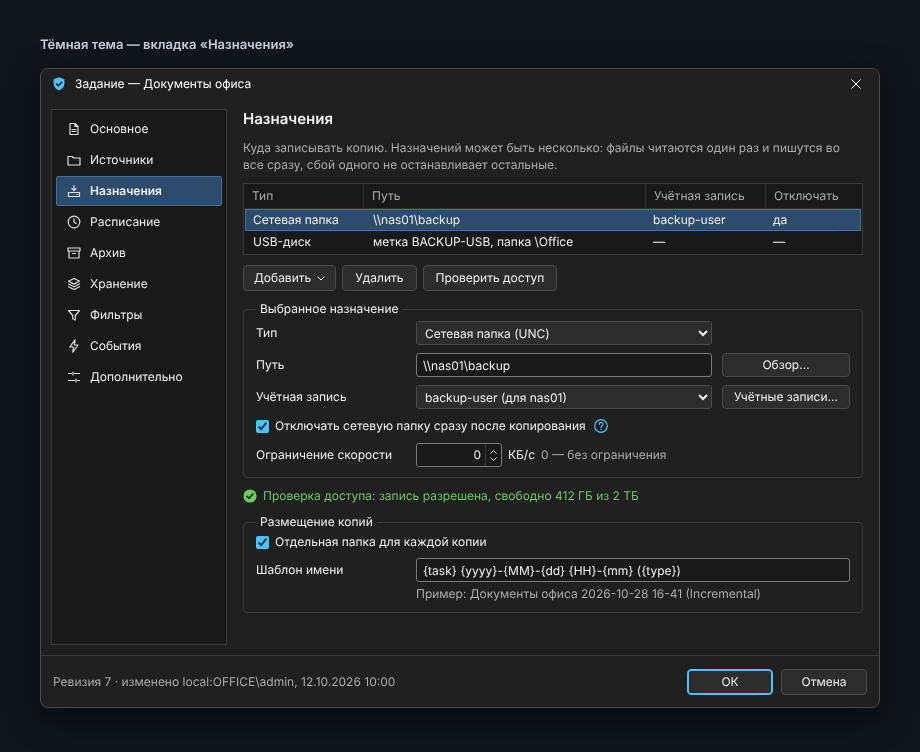 Тёмная тема — вкладка «Назначения»
Задание — Документы офиса
Основное
Источники
Назначения
Расписание
Архив
Хранение
Фильтры
События
Дополнительно
Назначения
Куда записывать копию. Назначений может быть несколько: файлы читаются один раз и пишутся во
все сразу, сбой одного не останавливает остальные.
Тип Путь Учётная запись Отключать
Сетевая папка \\nas01\backup backup-user да
USB-диск метка BACKUP-USB, папка \Office — —
Добавить Удалить Проверить доступ
Выбранное назначение
Тип Сетевая папка (UNC)
Путь \\nas01\backup Обзор...
Учётная запись backup-user (для nas01) Учётные записи...
Отключать сетевую папку сразу после копирования ?
Ограничение скорости 0 КБ/с 0 — без ограничения
Проверка доступа: запись разрешена, свободно 412 ГБ из 2 ТБ
Размещение копий
Отдельная папка для каждой копии
Шаблон имени {task} {yyyy}-{MM}-{dd} {HH}-{mm} ({type})
Пример: Документы офиса 2026-10-28 16-41 (Incremental)
Ревизия 7 · изменено local:OFFICE\admin, 12.10.2026 10:00
ОК Отмена